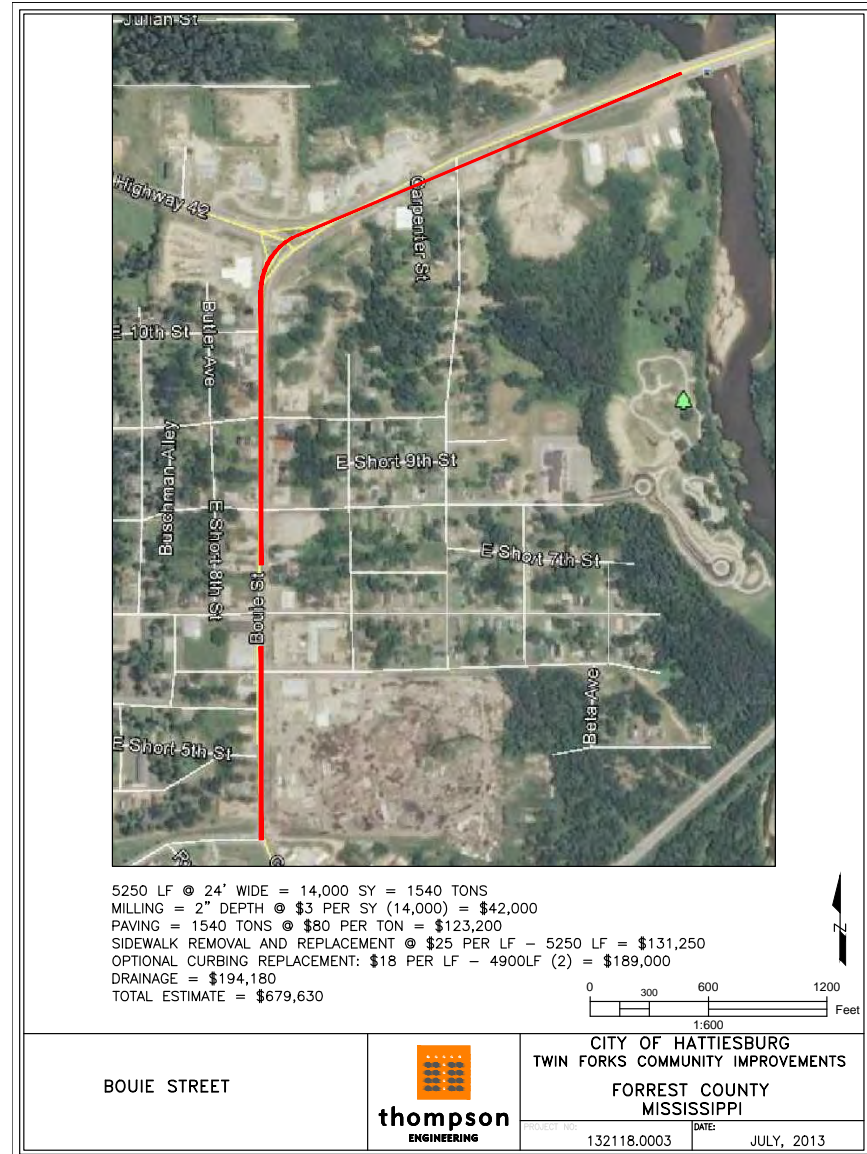 Julian St
Highway 42
Carpenter St
E 10th St
Butler Ave
Buschman Alley
E Short 9th St
E Short 8th St
E Short 7th St
Bouie St
Beta Ave
E Short 5th St
5250 LF @ 24' WIDE = 14,000 SY = 1540 TONS
MILLING = 2" DEPTH @ $3 PER SY (14,000) = $42,000
PAVING = 1540 TONS @ $80 PER TON = $123,200
SIDEWALK REMOVAL AND REPLACEMENT @ $25 PER LF – 5250 LF = $131,250
OPTIONAL CURBING REPLACEMENT: $18 PER LF – 4900LF (2) = $189,000
DRAINAGE = $194,180
TOTAL ESTIMATE = $679,630
N
0 300 600 1200
Feet
1:600
BOUIE STREET
thompson
ENGINEERING
CITY OF HATTIESBURG
TWIN FORKS COMMUNITY IMPROVEMENTS
FORREST COUNTY
MISSISSIPPI
PROJECT NO:
132118.0003
DATE:
JULY, 2013